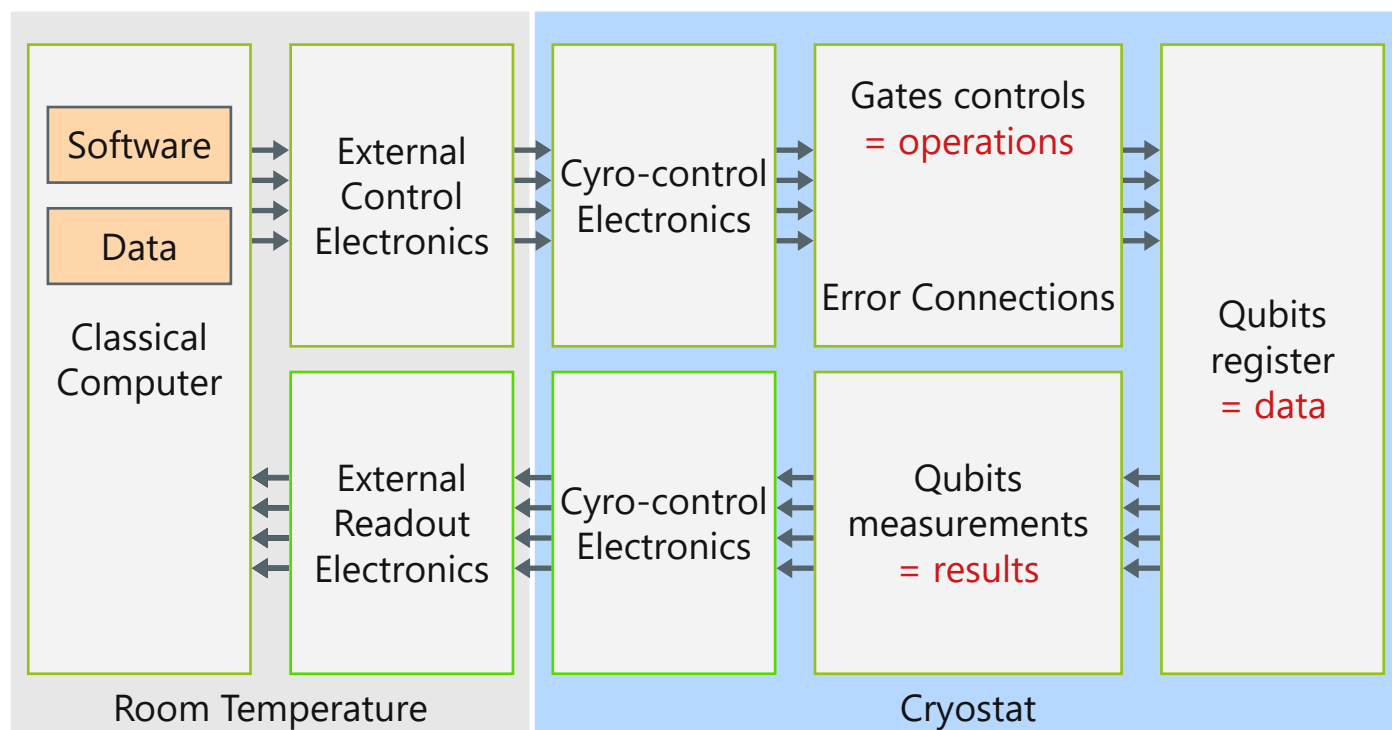 Software
Data
Classical
Computer
External
Control
Electronics
Cyro-control
Electronics
Gates controls
= operations
Error Connections
Qubits
register
= data
External
Readout
Electronics
Cyro-control
Electronics
Qubits
measurements
= results
Room Temperature
Cryostat